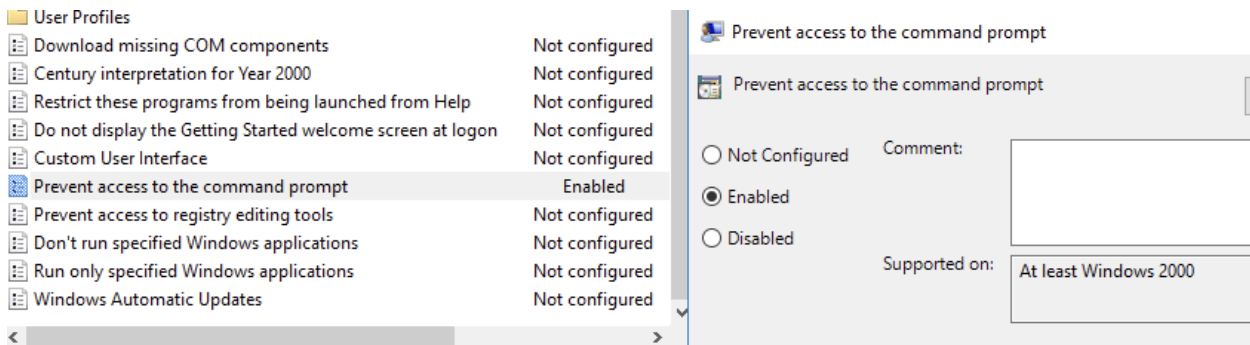 User Profiles
Download missing COM components Not configured
Century interpretation for Year 2000 Not configured
Restrict these programs from being launched from Help Not configured
Do not display the Getting Started welcome screen at logon Not configured
Custom User Interface Not configured
Prevent access to the command prompt Enabled
Prevent access to registry editing tools Not configured
Don't run specified Windows applications Not configured
Run only specified Windows applications Not configured
Windows Automatic Updates Not configured
Prevent access to the command prompt
Prevent access to the command prompt
Not Configured Comment:
Enabled
Disabled
Supported on: At least Windows 2000